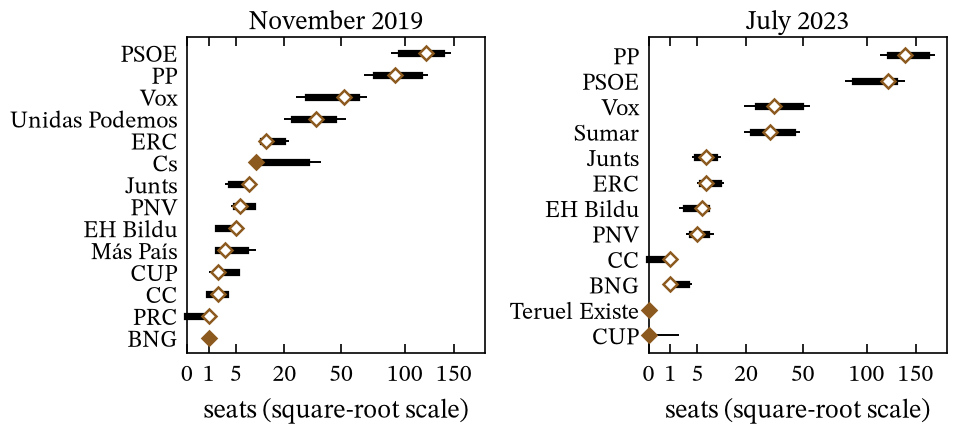 November 2019
PSOE
PP
Vox
Unidas Podemos
ERC
Cs
Junts
PNV
EH Bildu
Más País
CUP
CC
PRC
BNG
0 1 5 20 50 100 150
seats (square-root scale)
July 2023
PP
PSOE
Vox
Sumar
Junts
ERC
EH Bildu
PNV
CC
BNG
Teruel Existe
CUP
0 1 5 20 50 100 150
seats (square-root scale)